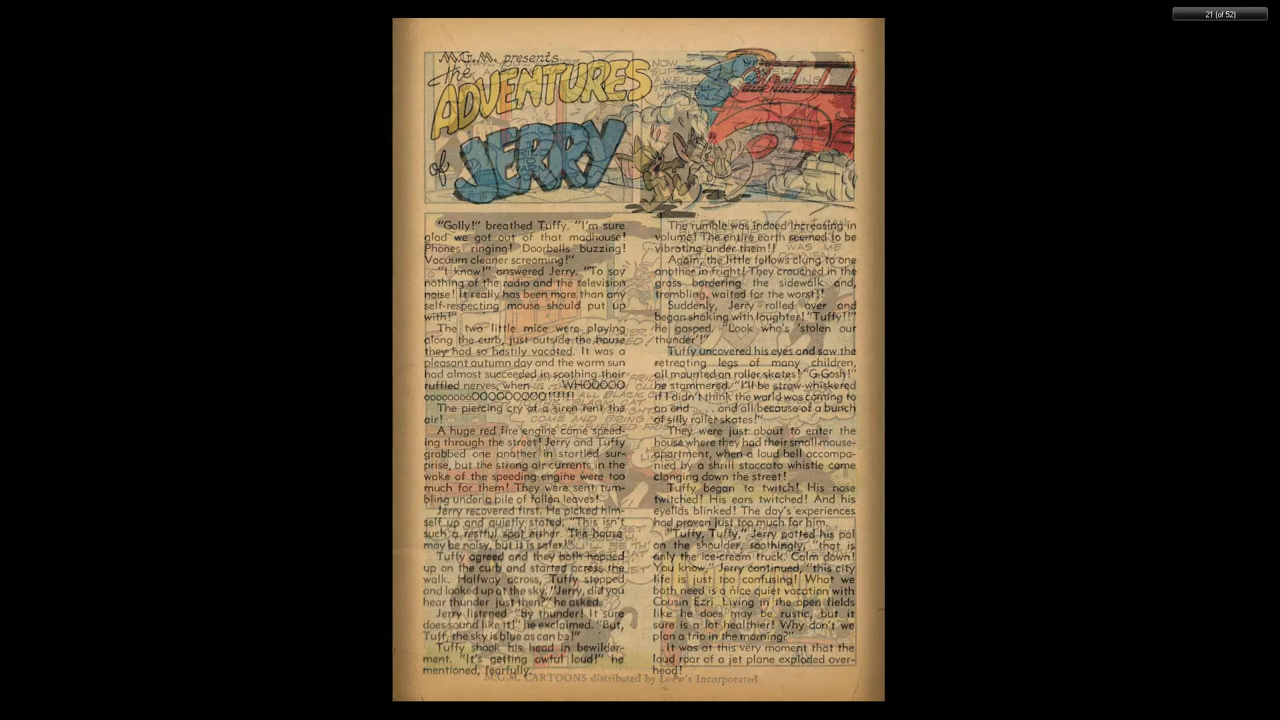 21 (of 52)
M.G.M. presents
the
ADVENTURES
of JERRY
"Golly!" breathed Tuffy. "I'm sure
glad we got out of that madhouse!
Phones ringing! Doorbells buzzing!
Vacuum cleaner screaming!"
"I know!" answered Jerry. "To say
nothing of the radio and the television
noise! It really has been more than any
self-respecting mouse should put up
with!"
The two little mice were playing
along the curb, just outside the house
they had so hastily vacated. It was a
pleasant autumn day and the warm sun
had almost succeeded in soothing their
ruffled nerves, when . . . . WHOOOOO
ooooooooOOOGOOOOOO!!!!!!
The piercing cry of a siren rent the
air!
A huge red fire engine came speed-
ing through the street! Jerry and Tuffy
grabbed one another in startled sur-
prise, but the strong air currents in the
wake of the speeding engine were too
much for them! They were sent tum-
bling under a pile of fallen leaves!
Jerry recovered first. He picked him-
self up and quietly stated, "This isn't
such a restful spot either. The house
may be noisy, but it is safer!"
Tuffy agreed and they both hopped
up on the curb and started across the
walk. Halfway across, Tuffy stopped
and looked up at the sky. "Jerry, did you
hear thunder just then?" he asked.
Jerry listened "by thunder! It sure
does sound like it!" he exclaimed. "But,
Tuff, the sky is blue as can be!"
Tuffy shook his head in bewilder-
ment. "It's getting awful loud!" he
mentioned, fearfully.
The rumble was indeed increasing in
volume! The entire earth seemed to be
vibrating under them!!
Again, the little fellows clung to one
another in fright! They crouched in the
grass bordering the sidewalk and,
trembling, waited for the worst!!
Suddenly, Jerry rolled over and
began shaking with laughter! "Tuffy!!"
he gasped. "Look who's 'stolen our
thunder'!"
Tuffy uncovered his eyes and saw the
retreating legs of many children,
all mounted on roller skates! "G-Gosh!"
he stammered. "I'll be straw-whiskered
if I didn't think the world was coming to
an end . . . . and all because of a bunch
of silly roller skates!"
They were just about to enter the
house where they had their small mouse-
apartment, when a loud bell accompa-
nied by a shrill staccato whistle came
clanging down the street!
Tuffy began to twitch! His nose
twitched! His ears twitched! And his
eyelids blinked! The day's experiences
had proven just too much for him.
"Tuffy, Tuffy," Jerry patted his pal
on the shoulder, soothingly, "that is
only the ice-cream truck. Calm down!
You know," Jerry continued, "this city
life is just too confusing! What we
both need is a nice quiet vacation with
Cousin Ezri. Living in the open fields
like he does may be rustic, but it
sure is a lot healthier! Why don't we
plan a trip in the morning?"
It was at this very moment that the
loud roar of a jet plane exploded over-
head!
M.G.M. CARTOONS distributed by Loew's Incorporated